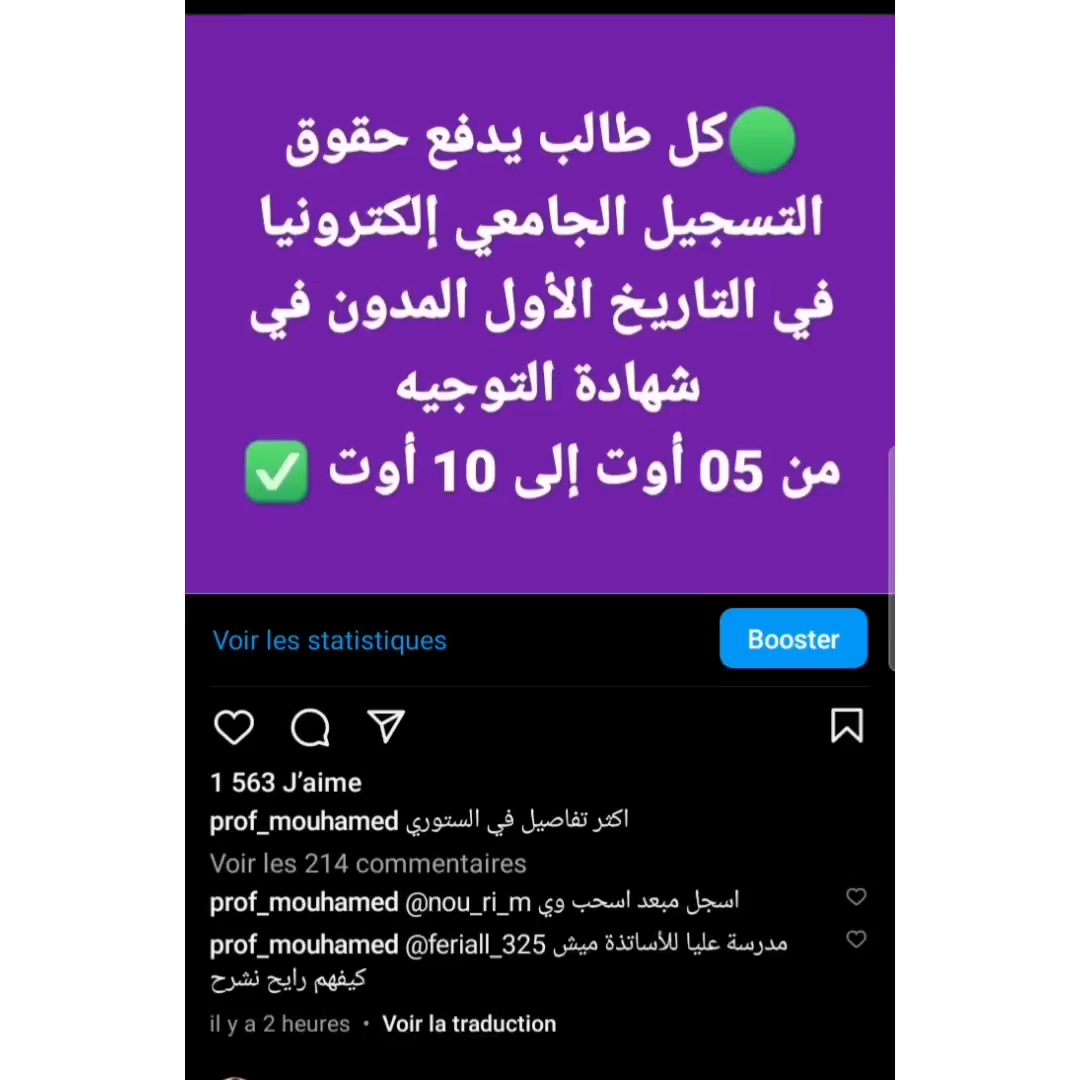 🟢كل طالب يدفع حقوق
التسجيل الجامعي إلكترونيا
في التاريخ الأول المدون في
شهادة التوجيه
من 05 أوت إلى 10 أوت ✅
Voir les statistiques
Booster
1 563 J’aime
prof_mouhamed اكثر تفاصيل في الستوري
Voir les 214 commentaires
prof_mouhamed @nou_ri_m اسجل مبعد اسحب وي
prof_mouhamed @feriall_325 مدرسة عليا للأساتذة ميش
كيفهم رايح نشرح
il y a 2 heures • Voir la traduction